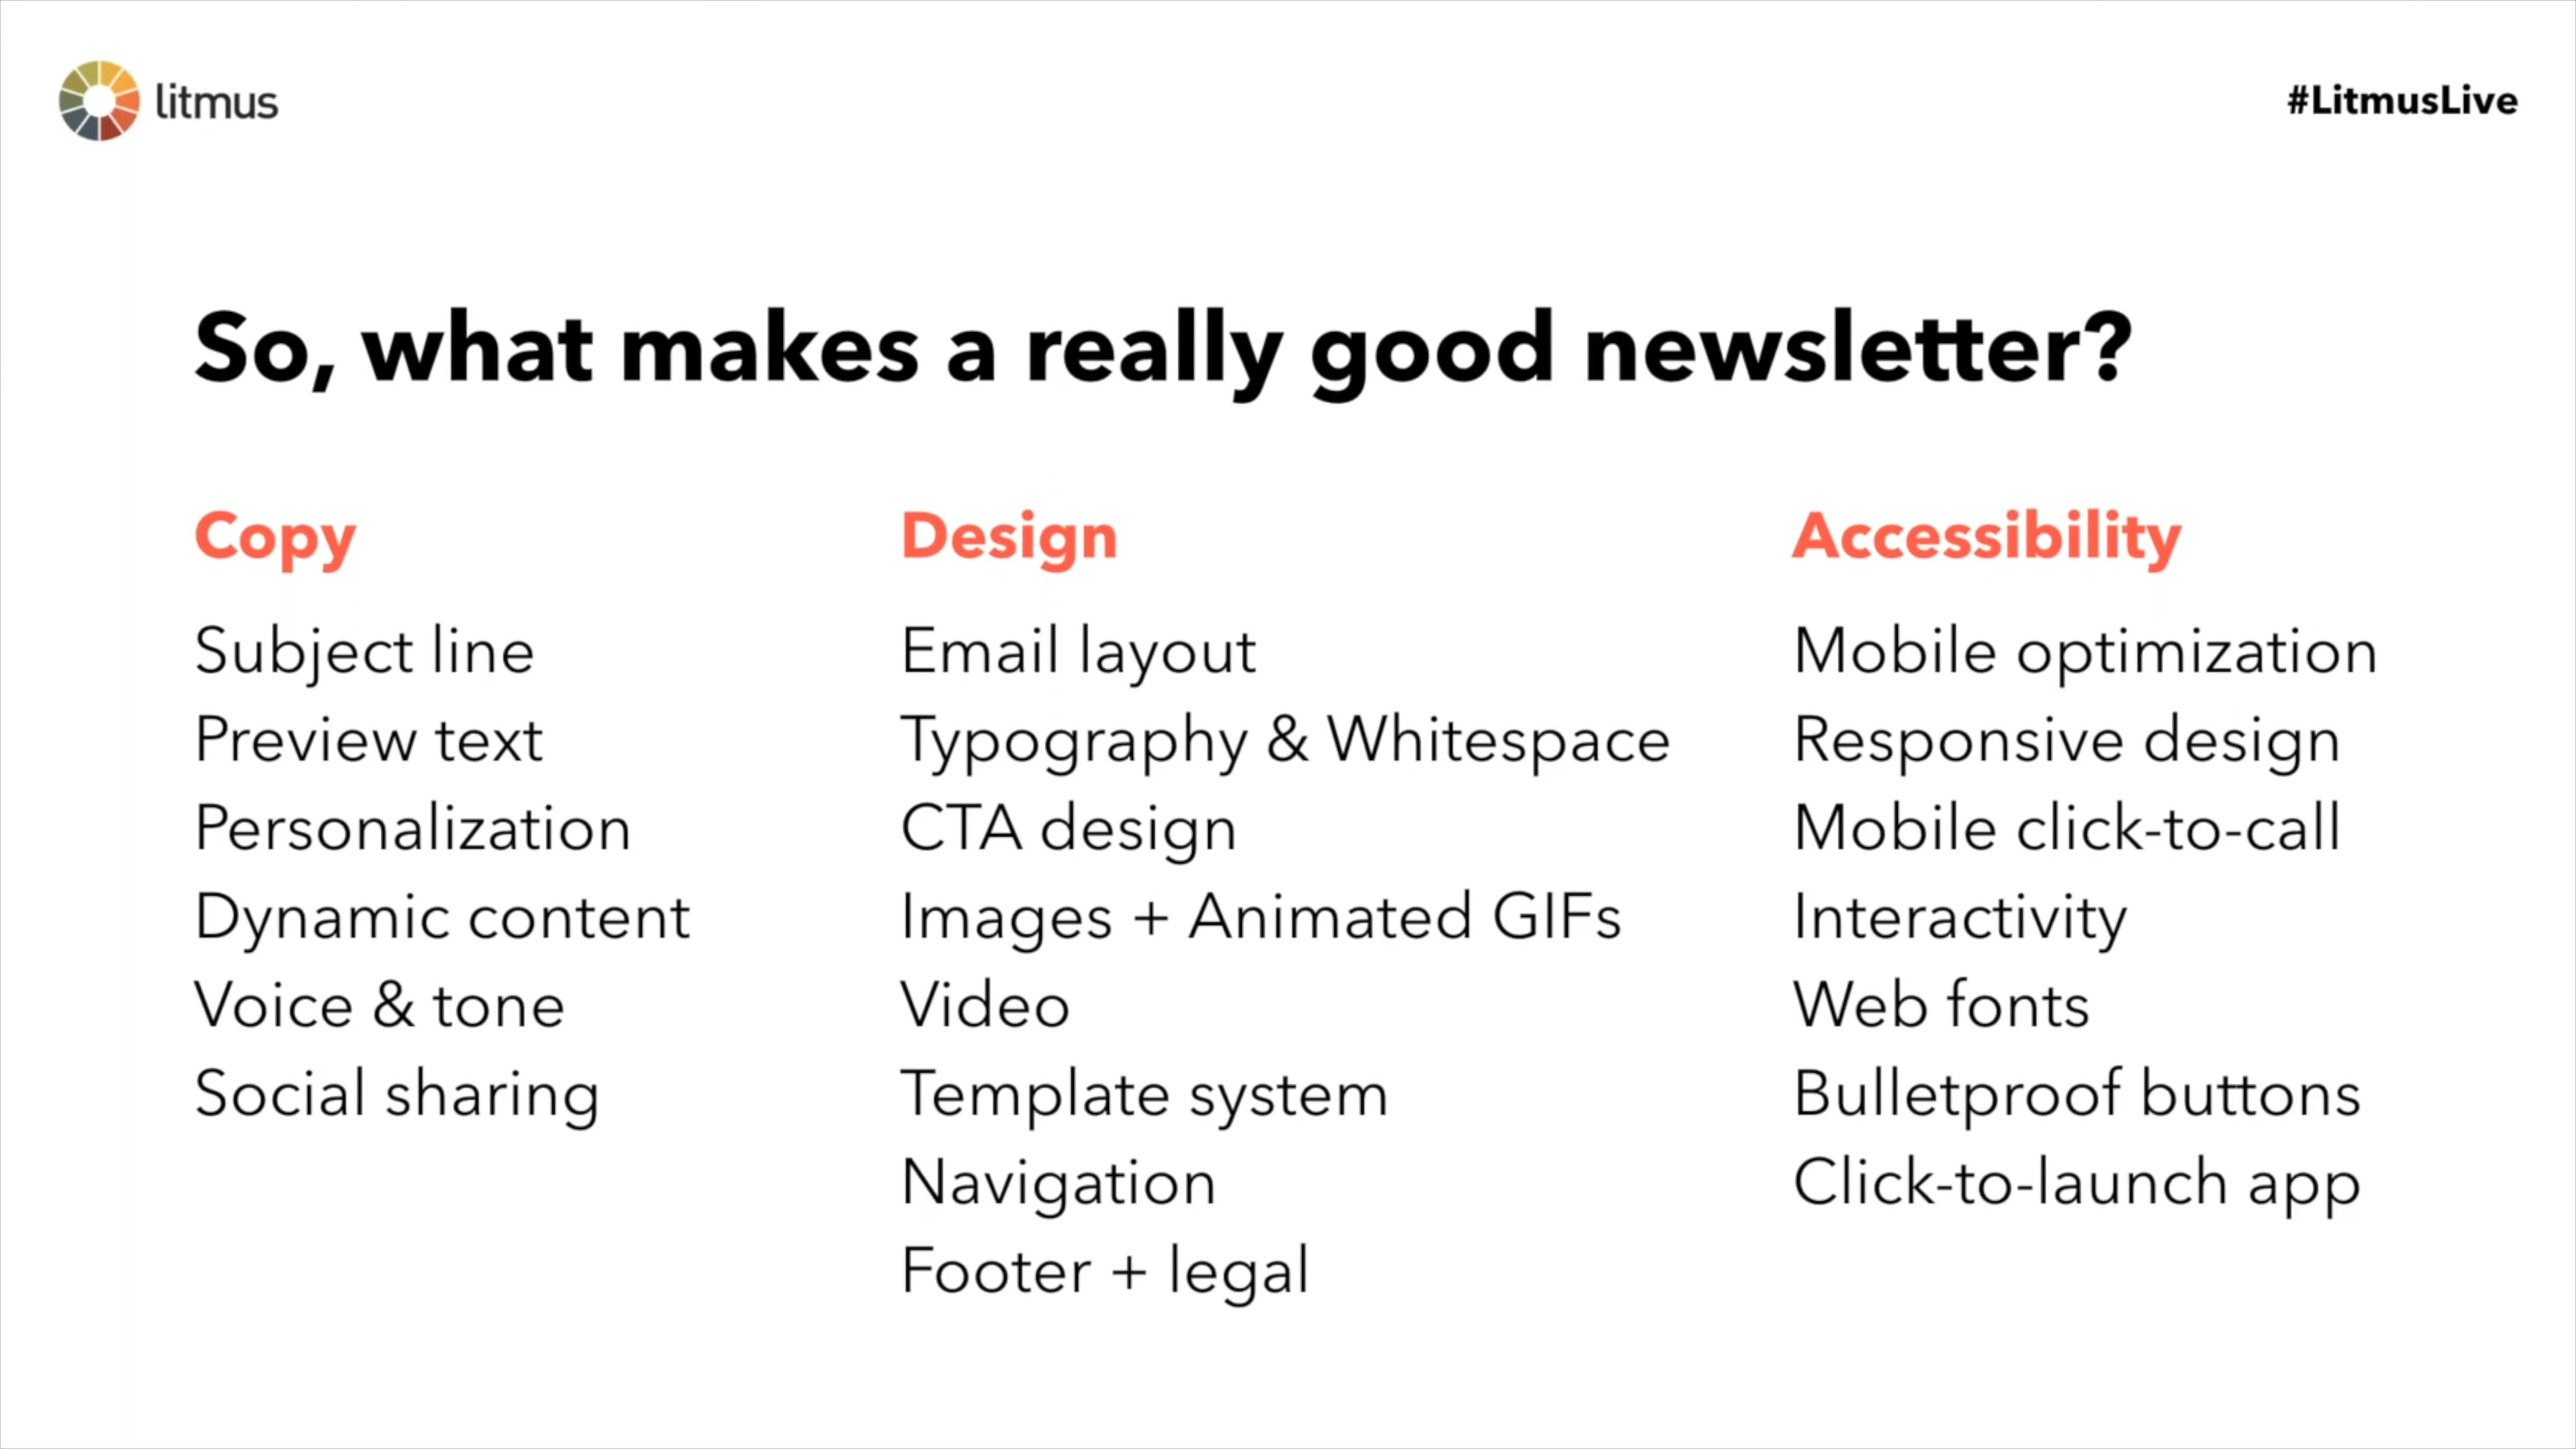 litmus
#LitmusLive
So, what makes a really good newsletter?
Copy
Subject line
Preview text
Personalization
Dynamic content
Voice & tone
Social sharing
Design
Email layout
Typography & Whitespace
CTA design
Images + Animated GIFs
Video
Template system
Navigation
Footer + legal
Accessibility
Mobile optimization
Responsive design
Mobile click-to-call
Interactivity
Web fonts
Bulletproof buttons
Click-to-launch app